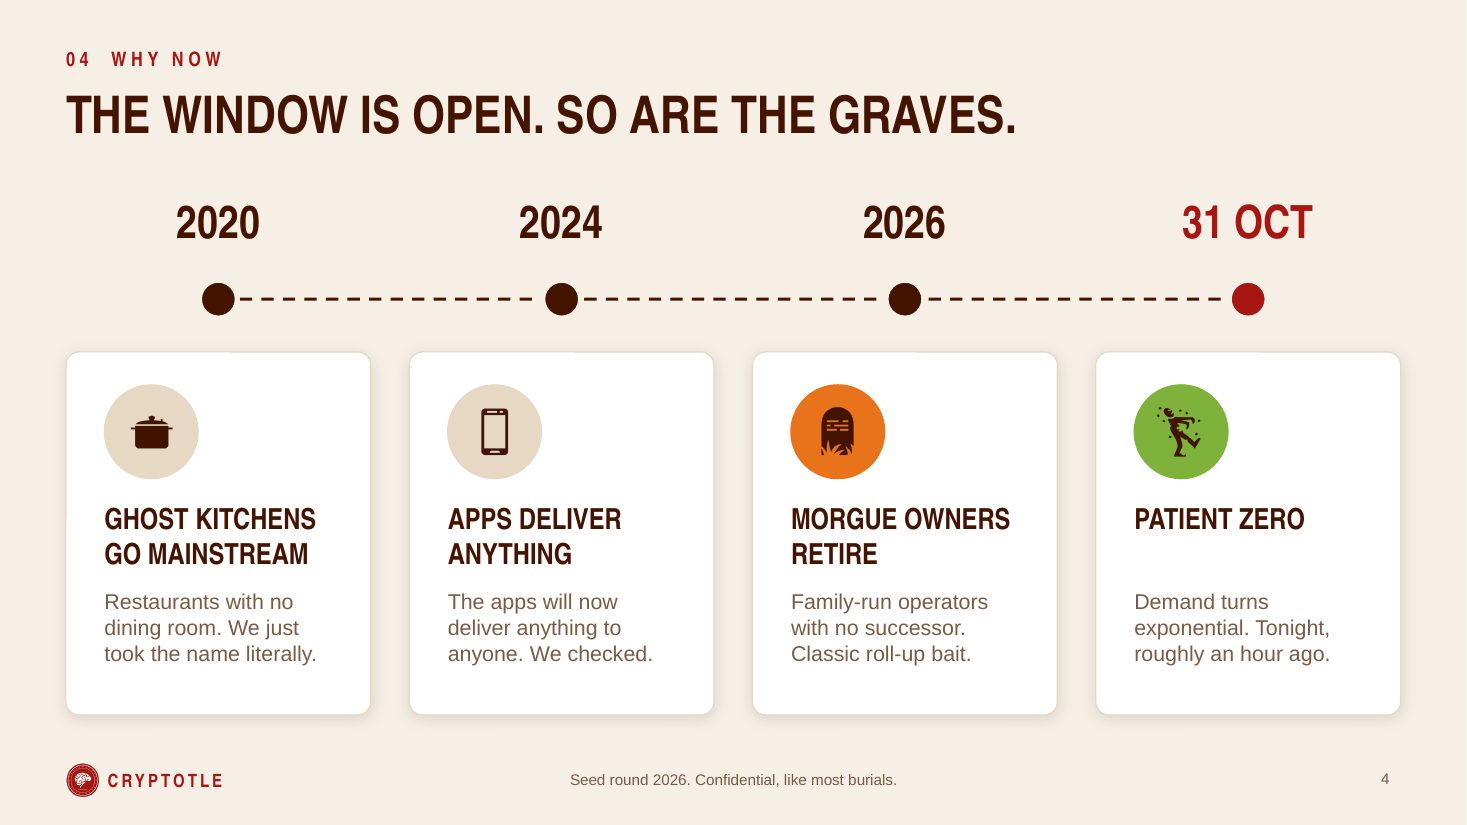 04 WHY NOW
THE WINDOW IS OPEN. SO ARE THE GRAVES.
2020
2024
2026
31 OCT
GHOST KITCHENS
GO MAINSTREAM
Restaurants with no
dining room. We just
took the name literally.
APPS DELIVER
ANYTHING
The apps will now
deliver anything to
anyone. We checked.
MORGUE OWNERS
RETIRE
Family-run operators
with no successor.
Classic roll-up bait.
PATIENT ZERO
Demand turns
exponential. Tonight,
roughly an hour ago.
CRYPTOTLE
Seed round 2026. Confidential, like most burials.
4